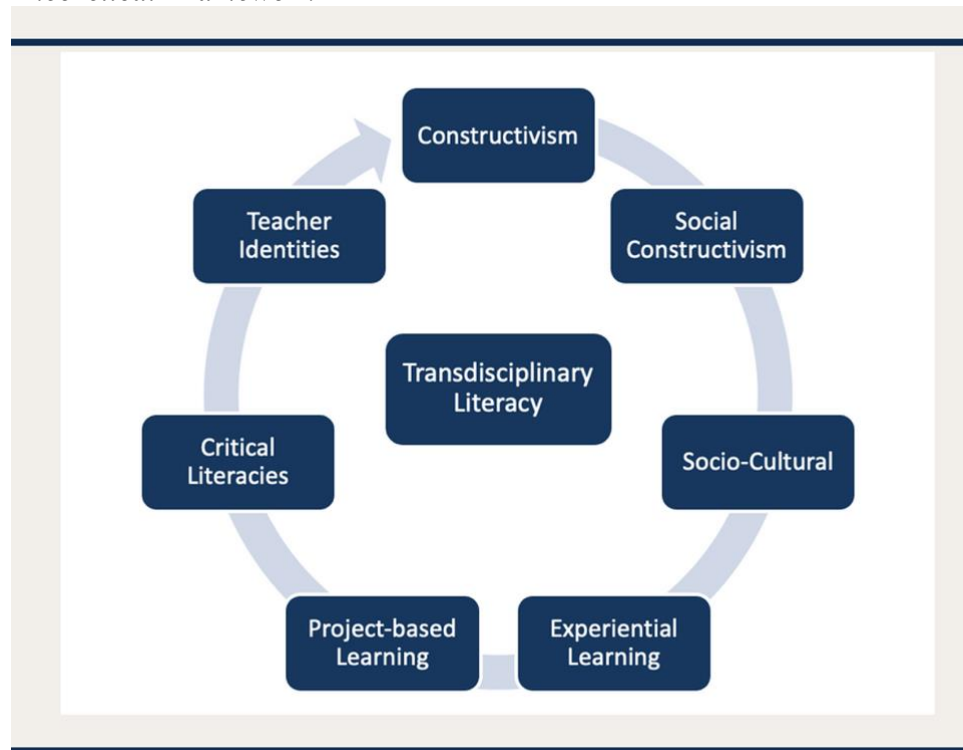 Constructivism
Social
Constructivism
Socio-Cultural
Experiential
Learning
Project-based
Learning
Critical
Literacies
Teacher
Identities
Transdisciplinary
Literacy